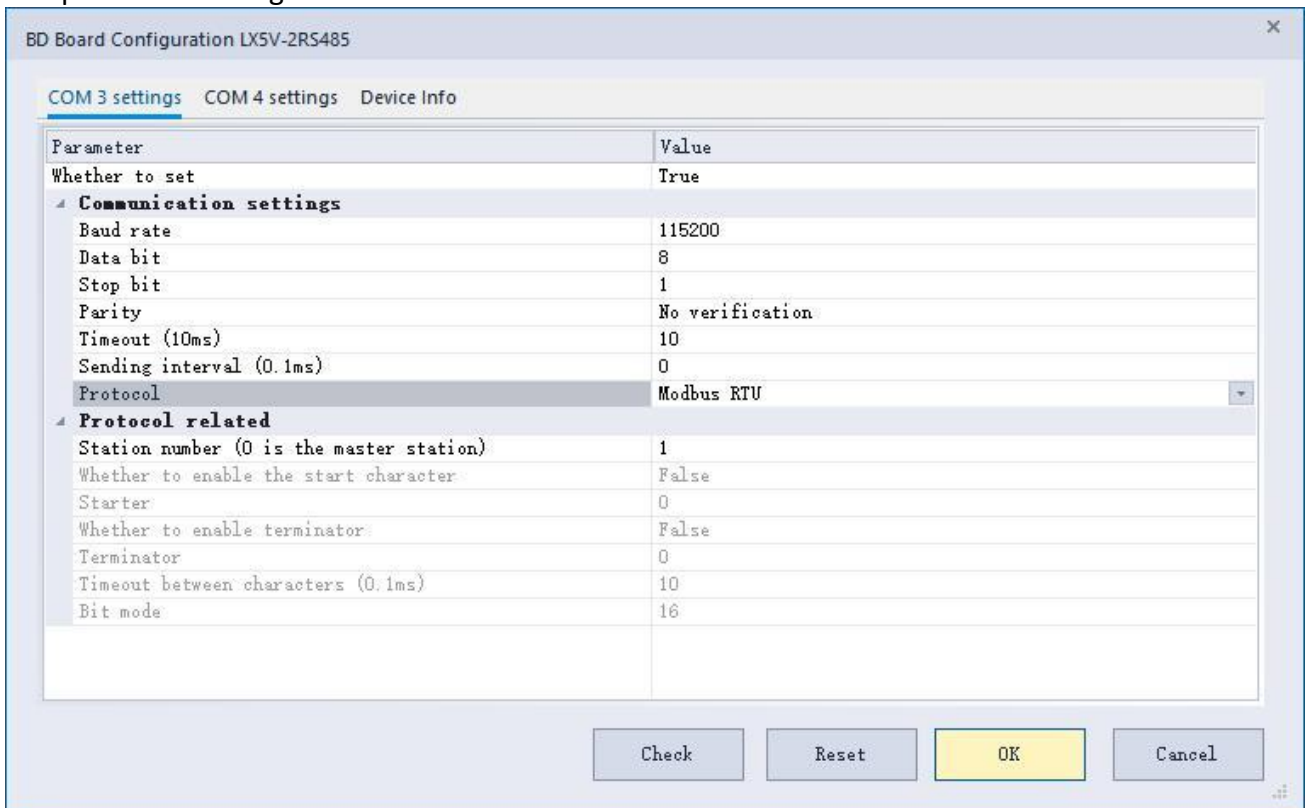 BD Board Configuration LX5V-2RS485
COM 3 settings COM 4 settings Device Info
Parameter Value
Whether to set True
Communication settings
Baud rate 115200
Data bit 8
Stop bit 1
Parity No verification
Timeout (10ms) 10
Sending interval (0.1ms) 0
Protocol Modbus RTU
Protocol related
Station number (0 is the master station) 1
Whether to enable the start character False
Starter 0
Whether to enable terminator False
Terminator 0
Timeout between characters (0.1ms) 10
Bit mode 16
Check Reset OK Cancel